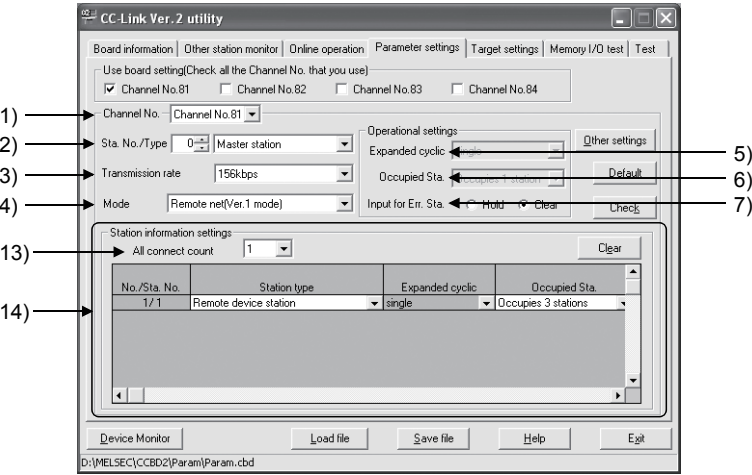 CC-Link Ver.2 utility
Board information Other station monitor Online operation Parameter settings Target settings Memory I/O test Test
Use board setting(Check all the Channel No. that you use)
Channel No.81 Channel No.82 Channel No.83 Channel No.84
1) Channel No. Channel No.81
2) Sta. No./Type 0 Master station
Operational settings
Expanded cyclic single 5)
Other settings
3) Transmission rate 156kbps
Occupied Sta. Occupies 1 station 6)
Default
4) Mode Remote net(Ver.1 mode)
Input for Err. Sta. Hold Clear 7)
Check
Station information settings
13) All connect count 1 Clear
No./Sta. No. Station type Expanded cyclic Occupied Sta.
1/1 Remote device station single Occupies 3 stations
14)
Device Monitor Load file Save file Help Exit
D:\MELSEC\CCBD2\Param\Param.cbd